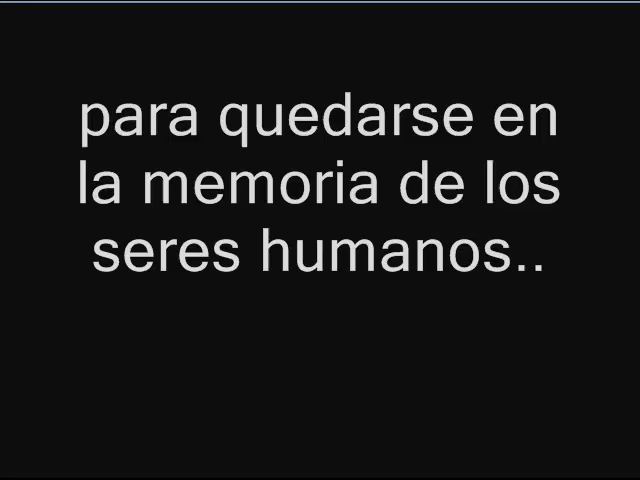 para quedarse en
la memoria de los
seres humanos..